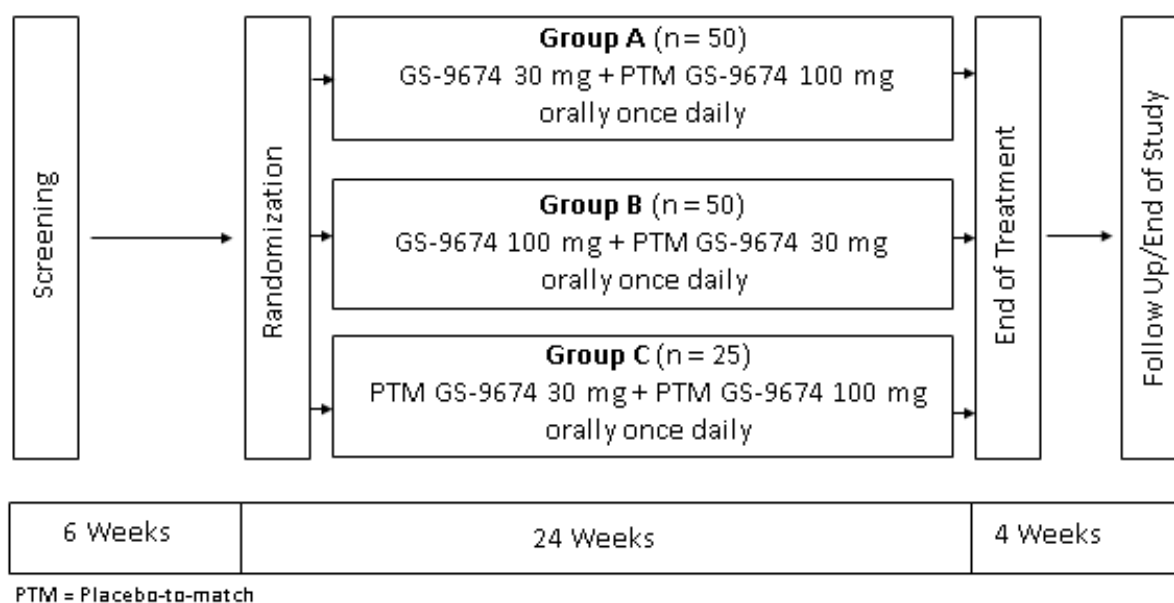 Screening
Randomization
Group A (n = 50)
GS-9674 30 mg + PTM GS-9674 100 mg
orally once daily
Group B (n = 50)
GS-9674 100 mg + PTM GS-9674 30 mg
orally once daily
Group C (n = 25)
PTM GS-9674 30 mg + PTM GS-9674 100 mg
orally once daily
End of Treatment
Follow Up/End of Study
6 Weeks
24 Weeks
4 Weeks
PTM = Placebo-to-match